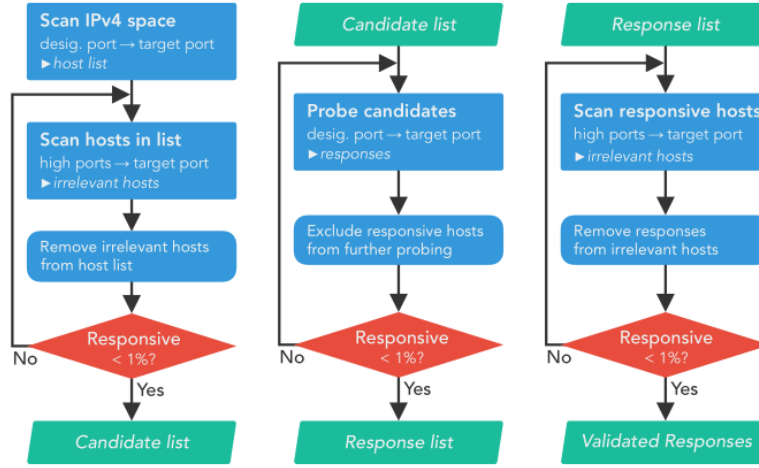 Scan IPv4 space
desig. port → target port
►host list
Scan hosts in list
high ports → target port
►irrelevant hosts
Remove irrelevant hosts
from host list
Responsive
< 1%?
No
Yes
Candidate list
Candidate list
Probe candidates
desig. port → target port
►responses
Exclude responsive hosts
from further probing
Responsive
< 1%?
No
Yes
Response list
Response list
Scan responsive hosts
high ports → target port
►irrelevant hosts
Remove responses
from irrelevant hosts
Responsive
< 1%?
No
Yes
Validated Responses